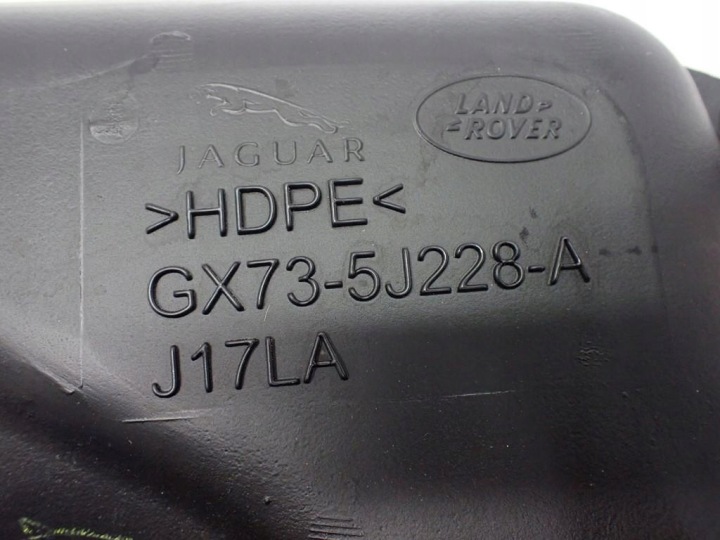 JAGUAR
LAND-
-ROVER
>HDPE<
GX73-5J228-A
J17LA